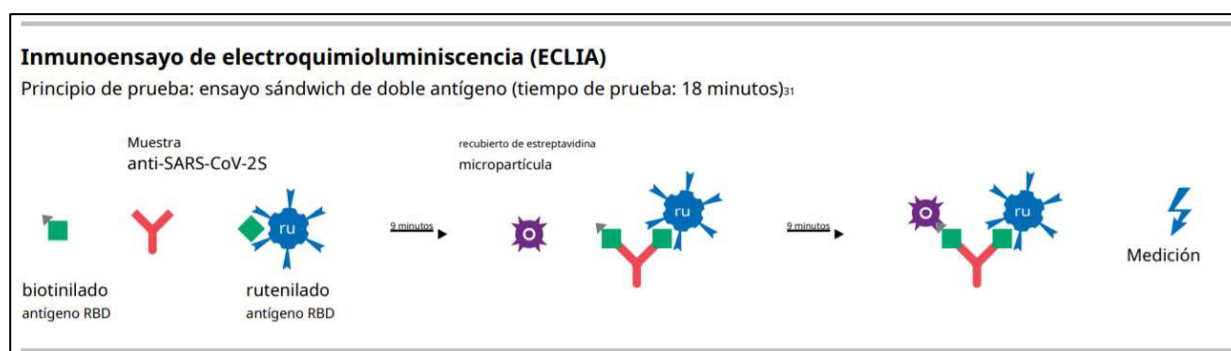 Inmunoensayo de electroquimioluminiscencia (ECLIA)
Principio de prueba: ensayo sándwich de doble antígeno (tiempo de prueba: 18 minutos)31
Muestra
anti-SARS-CoV-2S
recubierto de estreptavidina
micropartícula
ru
9 minutos
ru
9 minutos
ru
Medición
biotinilado
antígeno RBD
rutenilado
antígeno RBD